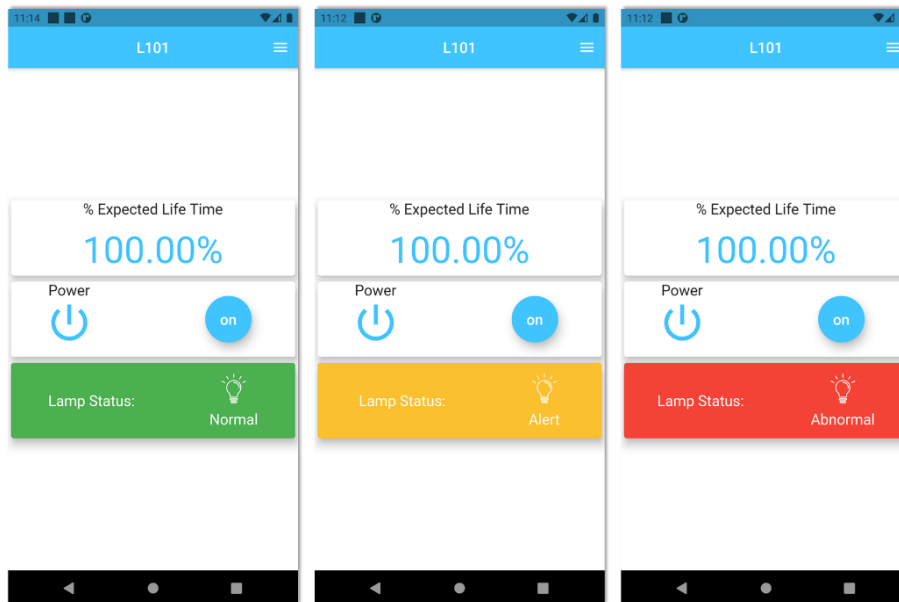 11:14
L101
% Expected Life Time
100.00%
Power
on
Lamp Status:
Normal
11:12
L101
% Expected Life Time
100.00%
Power
on
Lamp Status:
Alert
11:12
L101
% Expected Life Time
100.00%
Power
on
Lamp Status:
Abnormal